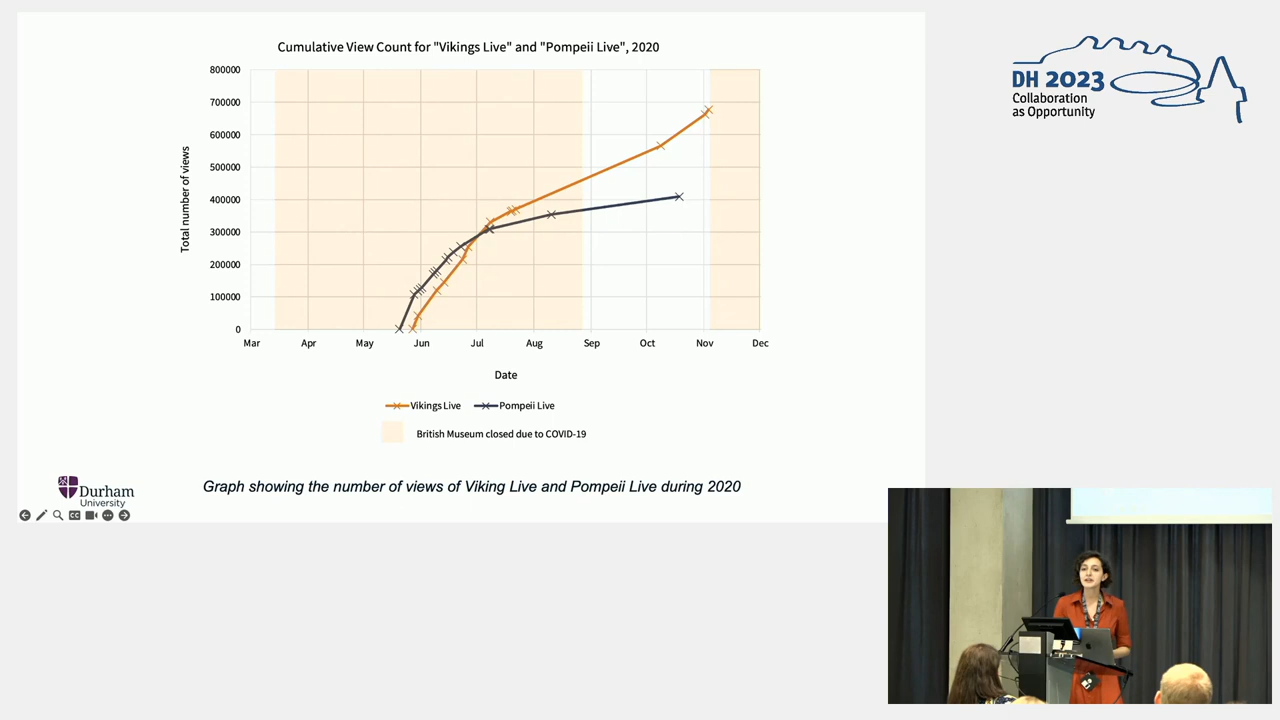 Cumulative View Count for "Vikings Live" and "Pompeii Live", 2020
Total number of views
800000
700000
600000
500000
400000
300000
200000
100000
0
Mar Apr May Jun Jul Aug Sep Oct Nov Dec
Date
Vikings Live Pompeii Live
British Museum closed due to COVID-19
Graph showing the number of views of Viking Live and Pompeii Live during 2020
Durham
University
CC
DH 2023
Collaboration
as Opportunity